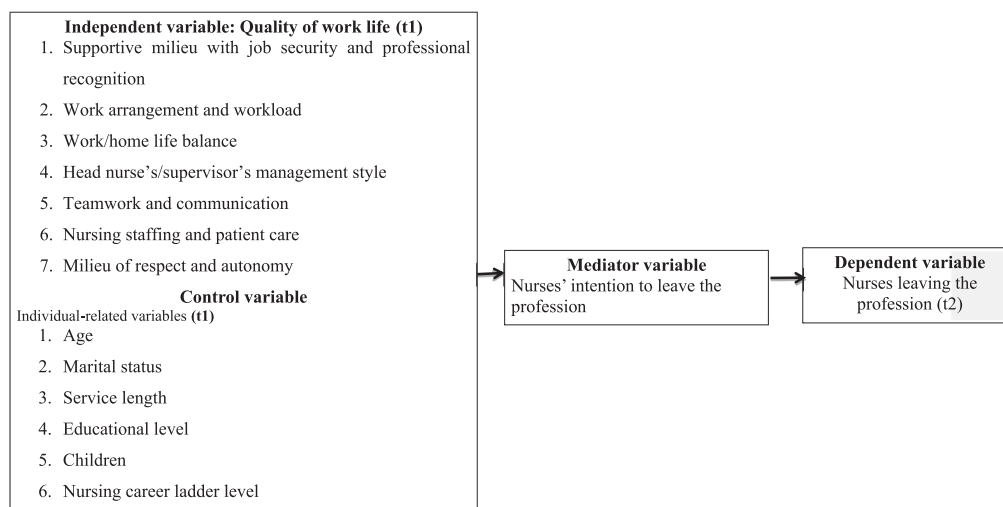 Independent variable: Quality of work life (t1)
1. Supportive milieu with job security and professional
recognition
2. Work arrangement and workload
3. Work/home life balance
4. Head nurse’s/supervisor’s management style
5. Teamwork and communication
6. Nursing staffing and patient care
7. Milieu of respect and autonomy
Control variable
Individual-related variables (t1)
1. Age
2. Marital status
3. Service length
4. Educational level
5. Children
6. Nursing career ladder level
Mediator variable
Nurses’ intention to leave the
profession
Dependent variable
Nurses leaving the
profession (t2)